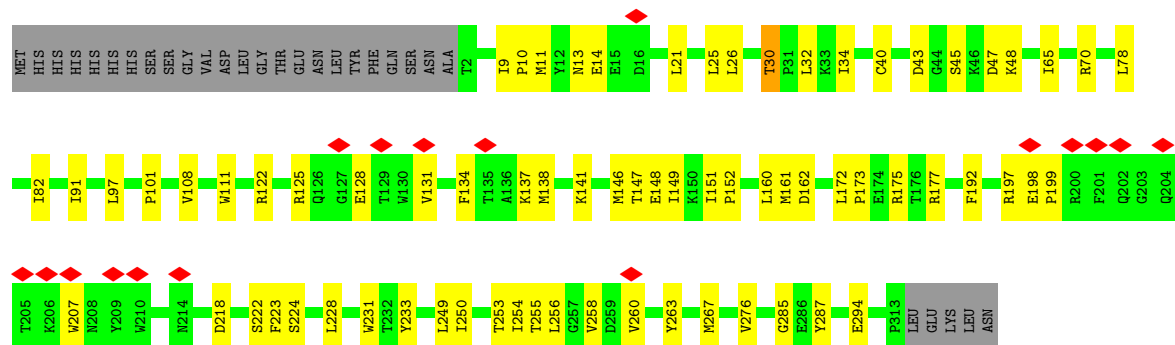 MET HIS HIS HIS HIS HIS HIS SER SER GLY VAL ASP LEU GLY THR GLU ASN LEU TYR PHE GLN SER ASN ALA T2 I9 P10 M11 Y12 N13 E14 E15 D16 L21 L25 L26 T30 P31 L32 K33 I34 C40 D43 G44 S45 K46 D47 K48 I65 R70 L78
I82 I91 L97 P101 V108 W111 R122 R125 Q126 G127 E128 T129 W130 V131 F134 T135 A136 K137 M138 K141 M146 T147 E148 I149 K150 I151 P152 L160 M161 D162 L172 P173 E174 R175 T176 R177 F192 R197 E198 P199 R200 F201 Q202 G203 Q204
T205 K206 W207 N208 Y209 W210 N214 D218 S222 F223 S224 L228 W231 T232 Y233 L249 I250 T253 I254 T255 L256 G257 V258 D259 V260 Y263 M267 V276 G285 E286 Y287 E294 P313 LEU GLU LYS LEU ASN